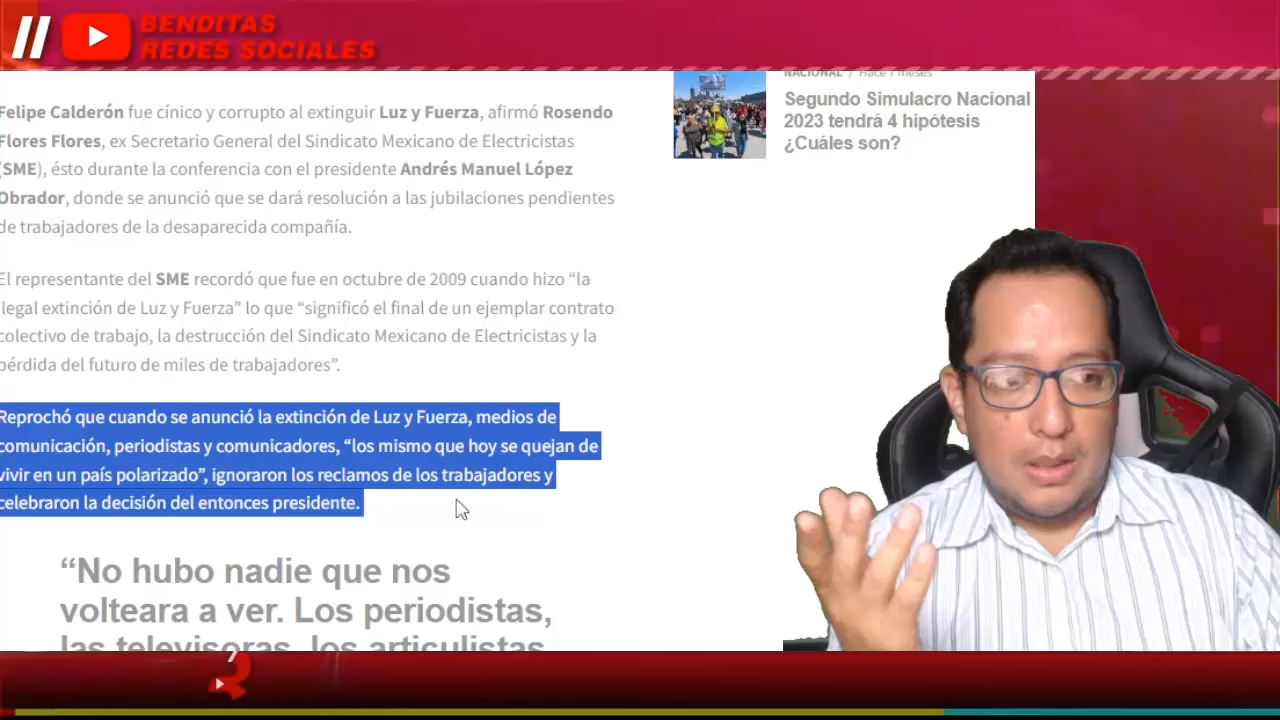 BENDITAS
REDES SOCIALES
Felipe Calderón fue cínico y corrupto al extinguir Luz y Fuerza, afirmó Rosendo
Flores Flores, ex Secretario General del Sindicato Mexicano de Electricistas
(SME), ésto durante la conferencia con el presidente Andrés Manuel López
Obrador, donde se anunció que se dará resolución a las jubilaciones pendientes
de trabajadores de la desaparecida compañía.
El representante del SME recordó que fue en octubre de 2009 cuando hizo “la
legal extinción de Luz y Fuerza” lo que “significó el final de un ejemplar contrato
colectivo de trabajo, la destrucción del Sindicato Mexicano de Electricistas y la
pérdida del futuro de miles de trabajadores”.
Reprochó que cuando se anunció la extinción de Luz y Fuerza, medios de
comunicación, periodistas y comunicadores, “los mismo que hoy se quejan de
vivir en un país polarizado”, ignoraron los reclamos de los trabajadores y
celebraron la decisión del entonces presidente.
“No hubo nadie que nos
volteara a ver. Los periodistas,
las televisoras, los articulistas
NACIONAL / Hace 7 meses
Segundo Simulacro Nacional
2023 tendrá 4 hipótesis
¿Cuáles son?